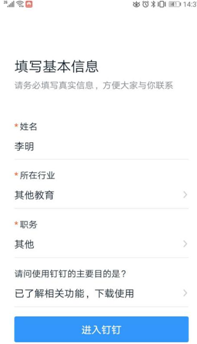 14:3
填写基本信息
请务必填写真实信息，方便大家与你联系
*姓名
李明
*所在行业
其他教育
*职务
其他
请问使用钉钉的主要目的是？
已了解相关功能，下载使用
进入钉钉